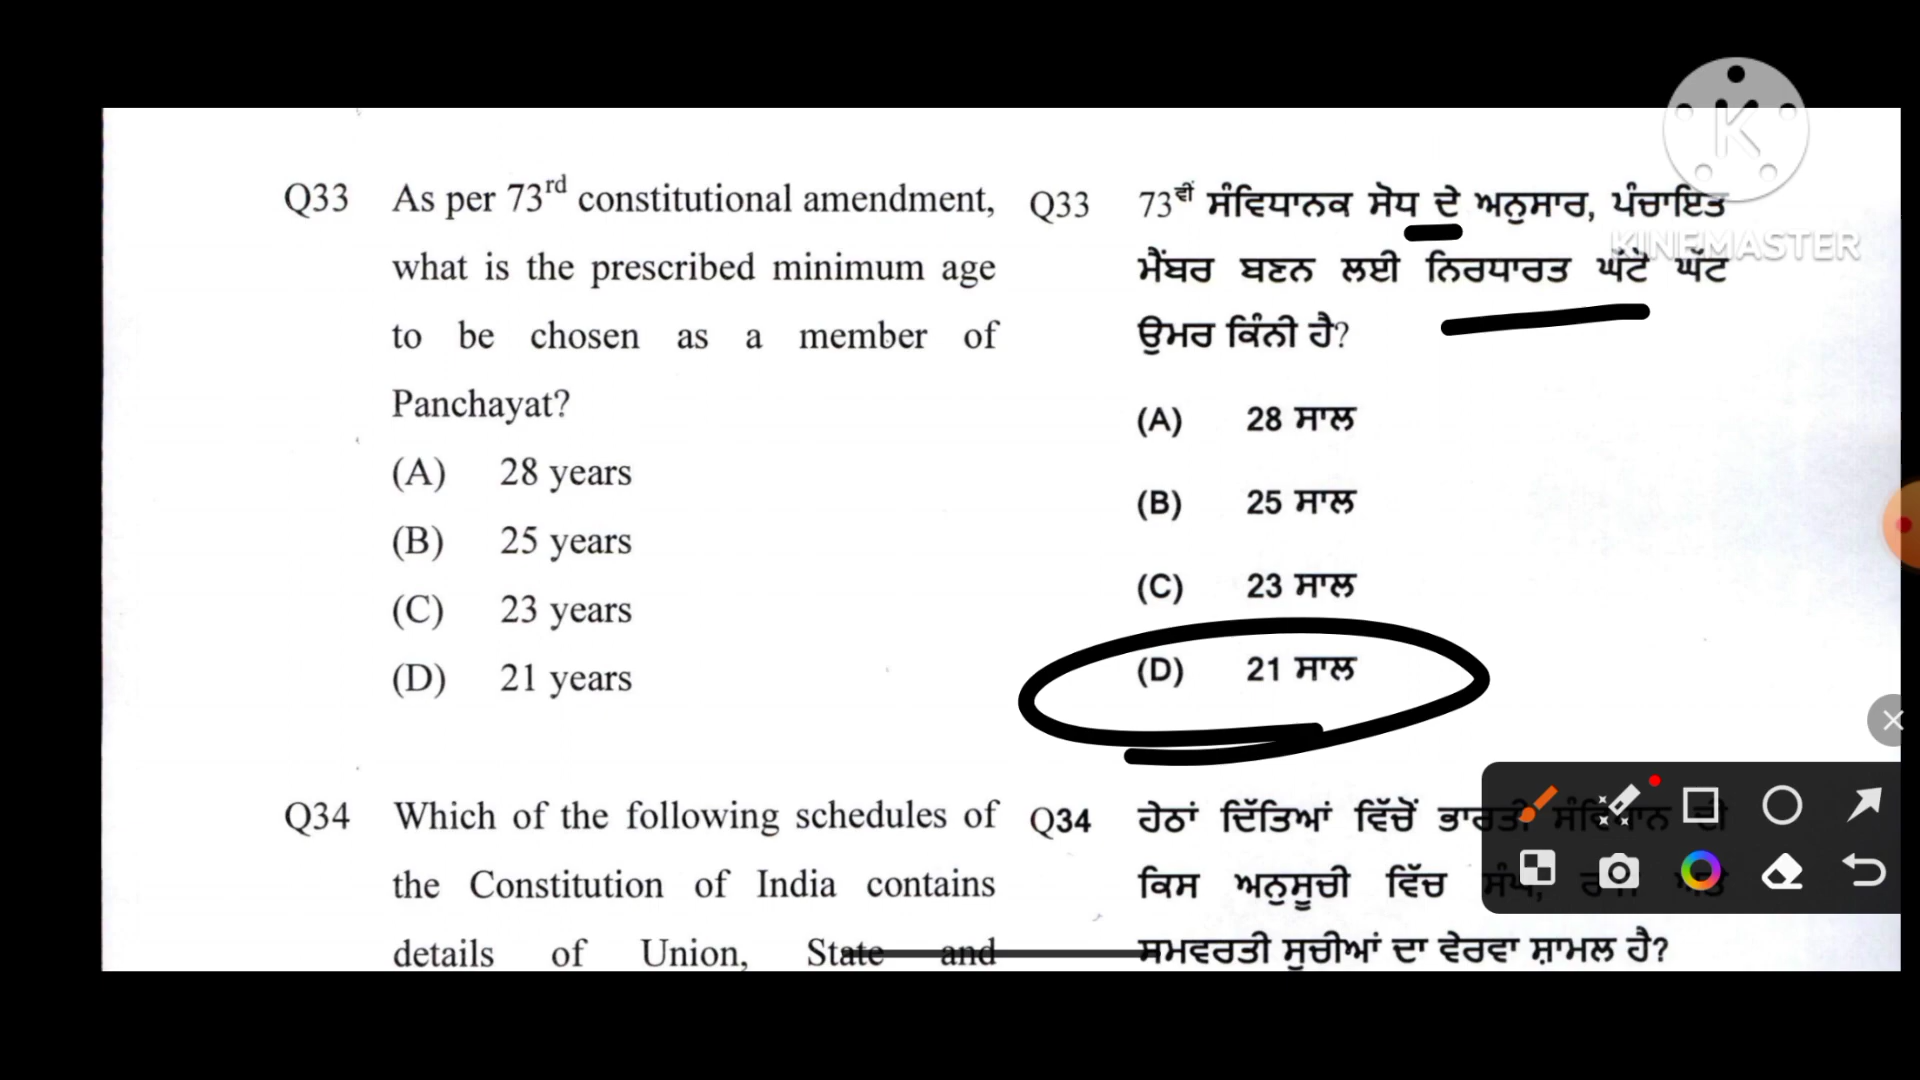 Q33 As per 73rd constitutional amendment,
what is the prescribed minimum age
to be chosen as a member of
Panchayat?
(A) 28 years
(B) 25 years
(C) 23 years
(D) 21 years
Q34 Which of the following schedules of
the Constitution of India contains
details of Union, State and
Q33 73ਵੀਂ ਸੰਵਿਧਾਨਕ ਸੋਧ ਦੇ ਅਨੁਸਾਰ, ਪੰਚਾਇਤ
ਮੈਂਬਰ ਬਣਨ ਲਈ ਨਿਰਧਾਰਤ ਘੱਟੋ ਘੱਟ
ਉਮਰ ਕਿੰਨੀ ਹੈ?
(A) 28 ਸਾਲ
(B) 25 ਸਾਲ
(C) 23 ਸਾਲ
(D) 21 ਸਾਲ
Q34 ਹੇਠਾਂ ਦਿੱਤਿਆਂ ਵਿੱਚੋਂ ਭਾਰਤੀ ਸੰਵਿਧਾਨ ਦੀ
ਕਿਸ ਅਨੁਸੂਚੀ ਵਿੱਚ ਸੰਘ,
ਸਮਵਰਤੀ ਸੂਚੀਆਂ ਦਾ ਵੇਰਵਾ ਸ਼ਾਮਲ ਹੈ?
K
KINEMASTER